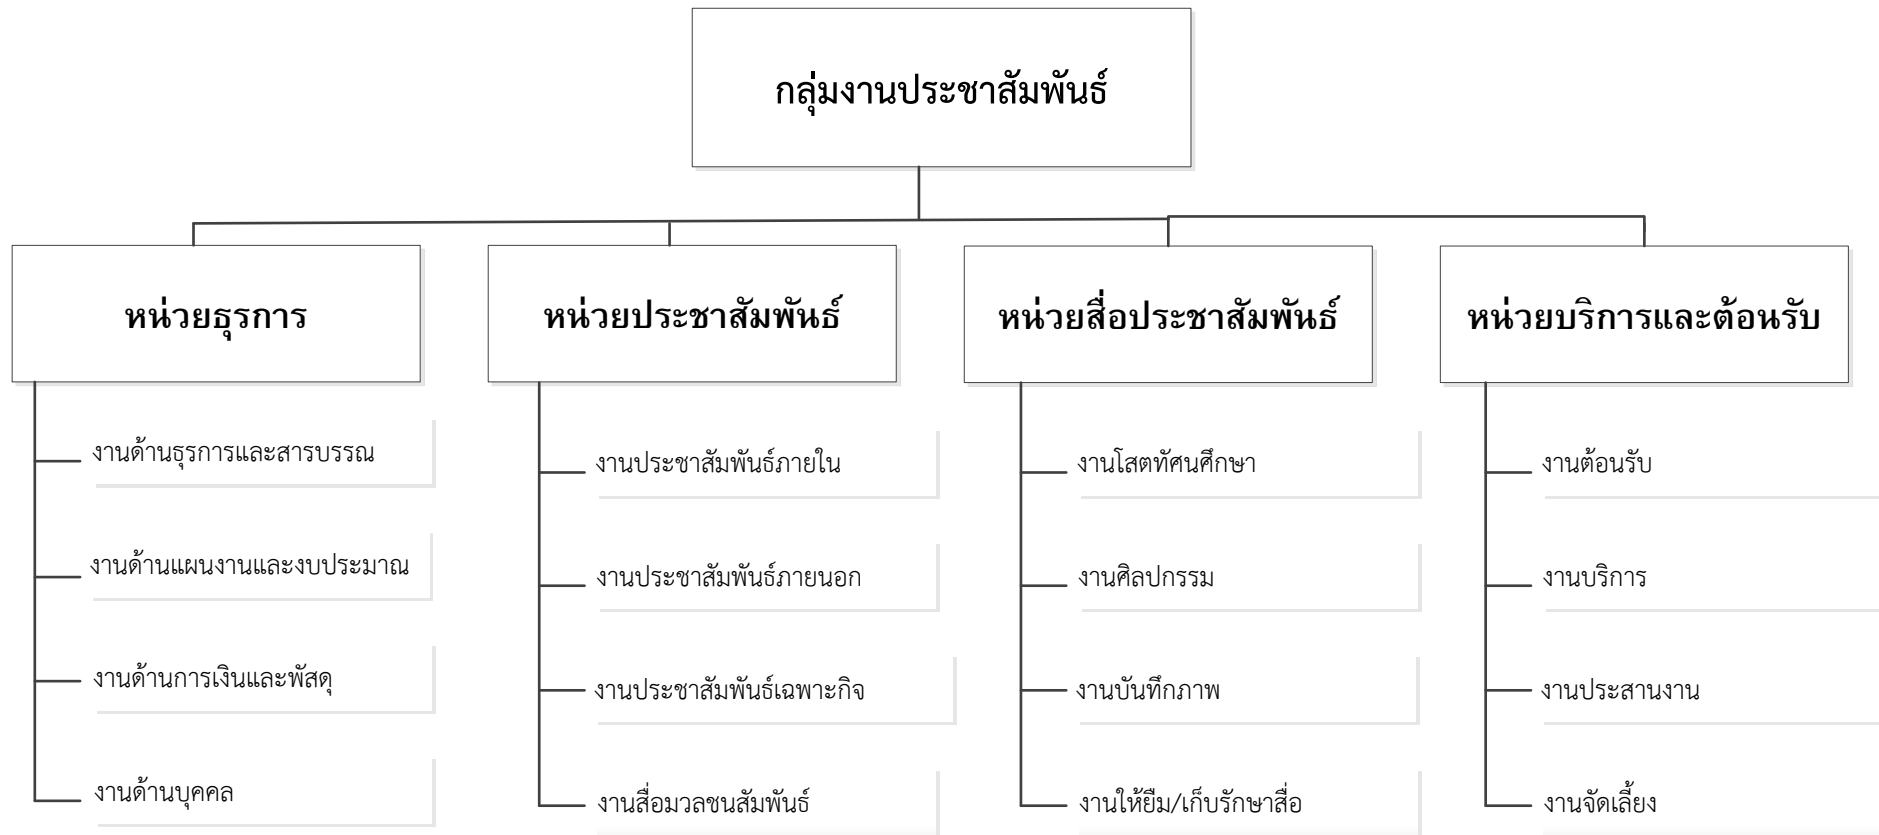 กลุ่มงานประชาสัมพันธ์
หน่วยธุรการ
งานด้านธุรการและสารบรรณ
งานด้านแผนงานและงบประมาณ
งานด้านการเงินและพัสดุ
งานด้านบุคคล
หน่วยประชาสัมพันธ์
งานประชาสัมพันธ์ภายใน
งานประชาสัมพันธ์ภายนอก
งานประชาสัมพันธ์เฉพาะกิจ
งานสื่อมวลชนสัมพันธ์
หน่วยสื่อประชาสัมพันธ์
งานโสตทัศนศึกษา
งานศิลปกรรม
งานบันทึกภาพ
งานให้ยืม/เก็บรักษาสื่อ
หน่วยบริการและต้อนรับ
งานต้อนรับ
งานบริการ
งานประสานงาน
งานจัดเลี้ยง